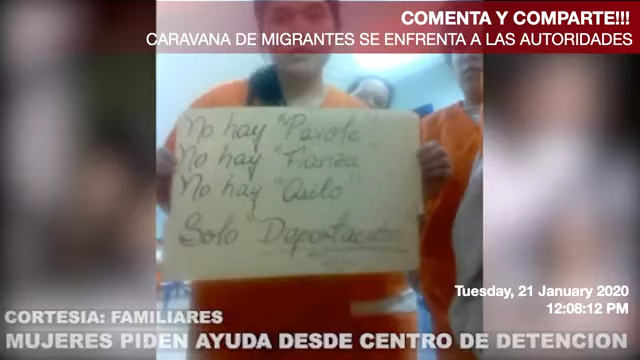 COMENTA Y COMPARTE!!!
CARAVANA DE MIGRANTES SE ENFRENTA A LAS AUTORIDADES
No hay "Parole"
No hay "Fianza"
No hay "Asilo"
Solo Deportación
Tuesday, 21 January 2020
12:08:12 PM
CORTESIA: FAMILIARES
MUJERES PIDEN AYUDA DESDE CENTRO DE DETENCION